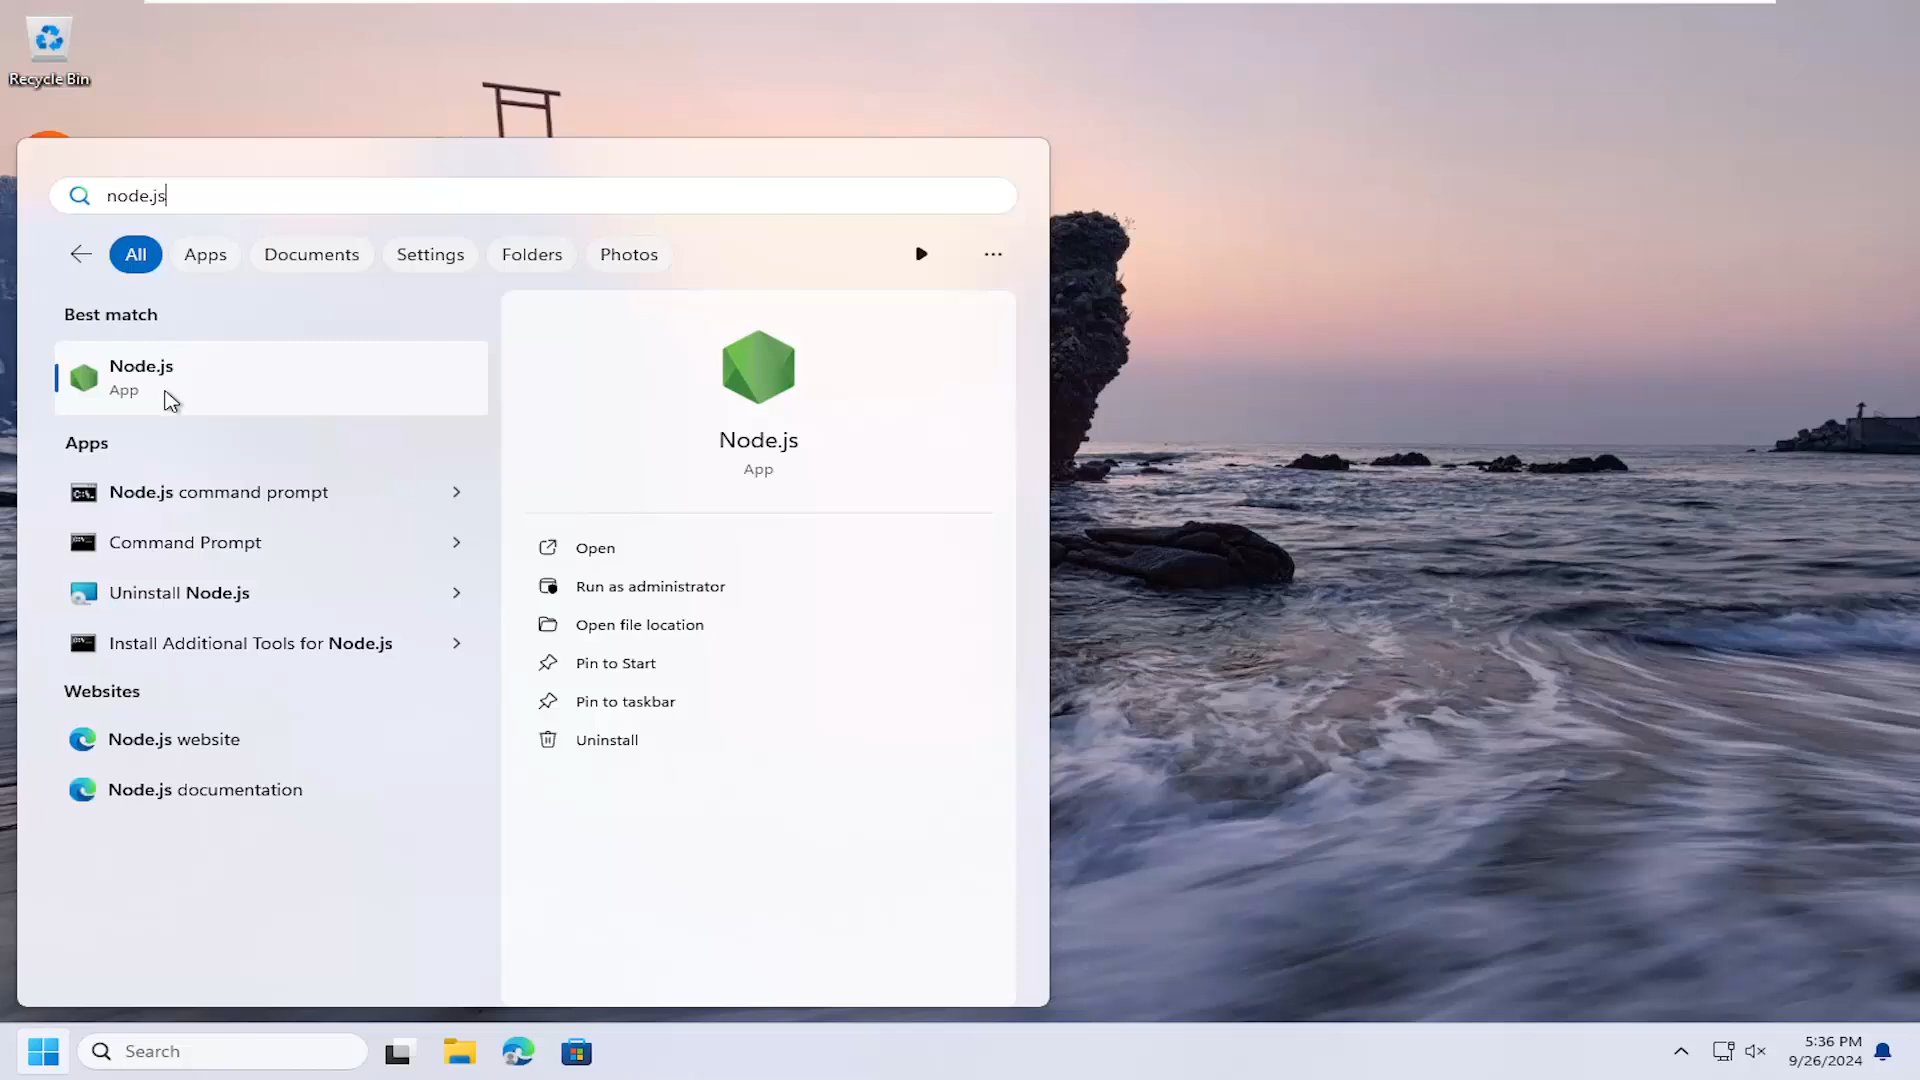 Recycle Bin
node.js
All
Apps
Documents
Settings
Folders
Photos
Best match
Node.js
App
Apps
Node.js command prompt
Command Prompt
Uninstall Node.js
Install Additional Tools for Node.js
Websites
Node.js website
Node.js documentation
Node.js
App
Open
Run as administrator
Open file location
Pin to Start
Pin to taskbar
Uninstall
Search
5:36 PM
9/26/2024